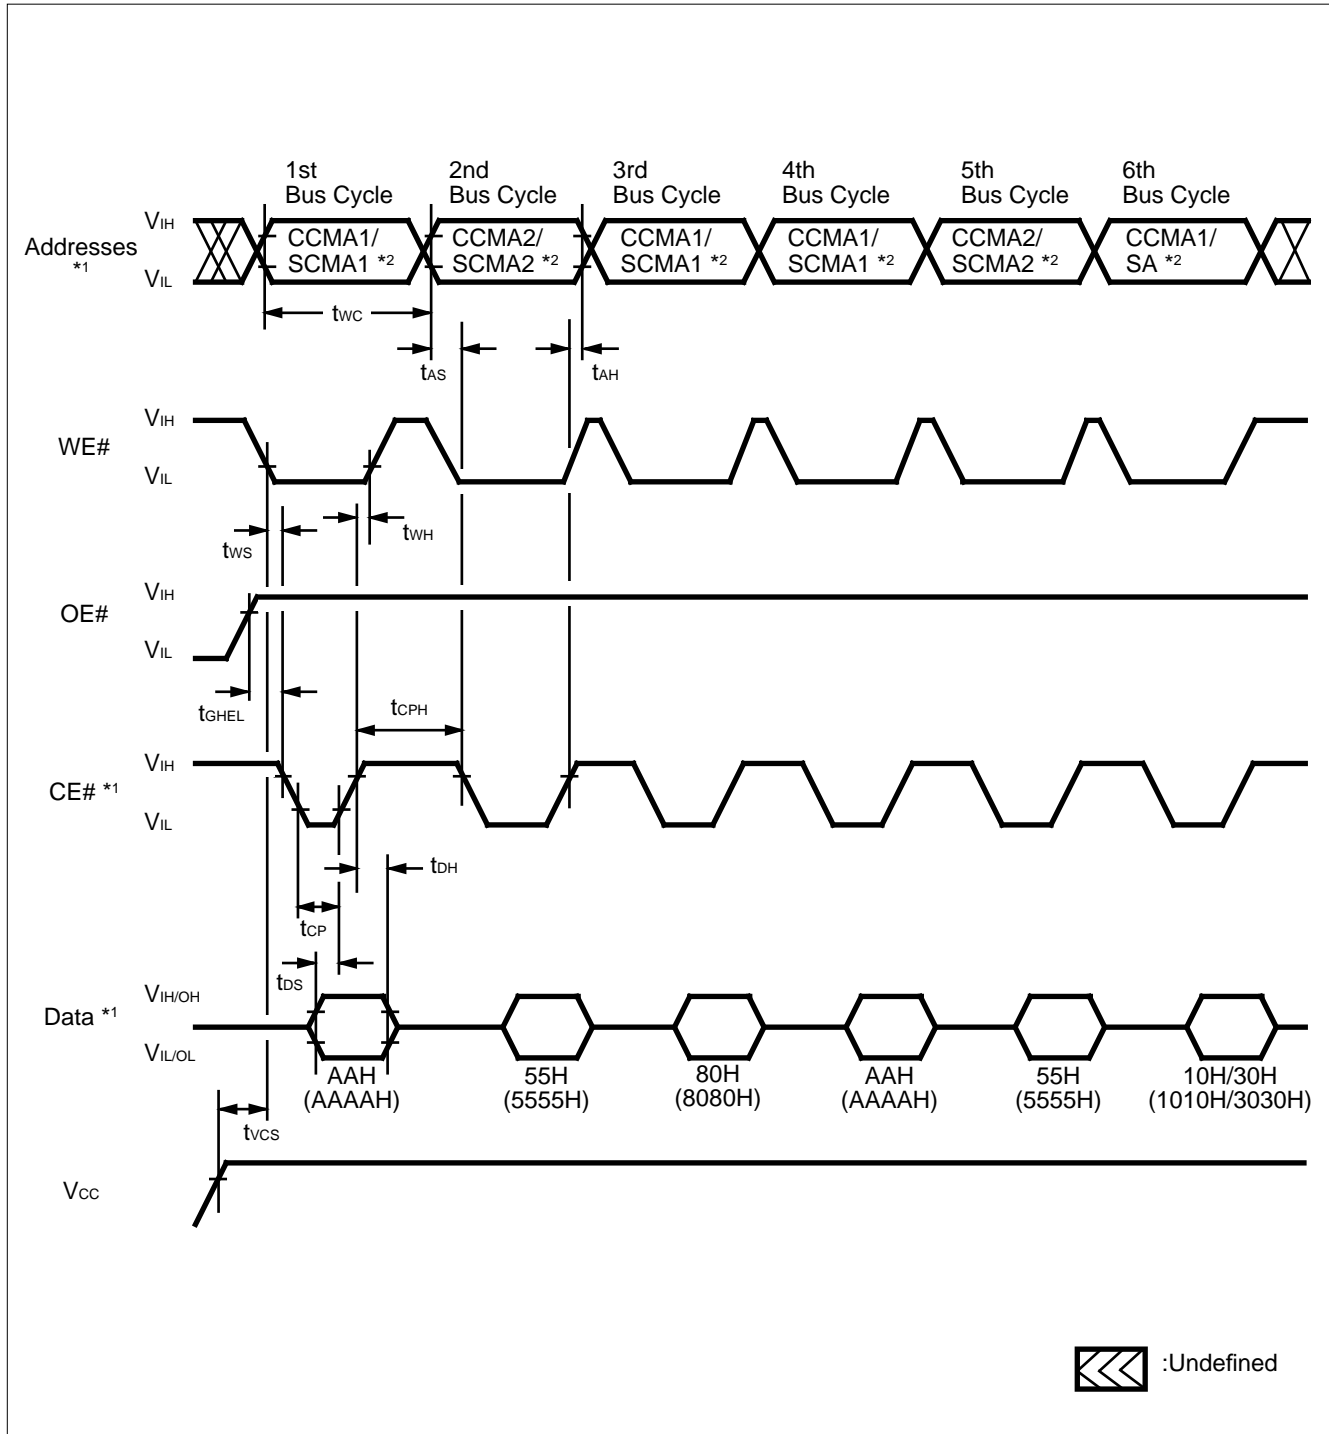 1st
Bus Cycle
2nd
Bus Cycle
3rd
Bus Cycle
4th
Bus Cycle
5th
Bus Cycle
6th
Bus Cycle
Addresses
*1
VIH
VIL
CCMA1/
SCMA1 *2
CCMA2/
SCMA2 *2
CCMA1/
SCMA1 *2
CCMA1/
SCMA1 *2
CCMA2/
SCMA2 *2
CCMA1/
SA *2
tWC
tAS
tAH
WE#
VIH
VIL
tWS
tWH
OE#
VIH
VIL
tGHEL
tCPH
CE# *1
VIH
VIL
tDH
tCP
tDS
Data *1
VIH/OH
VIL/OL
AAH
(AAAAH)
55H
(5555H)
80H
(8080H)
AAH
(AAAAH)
55H
(5555H)
10H/30H
(1010H/3030H)
tVCS
VCC
:Undefined